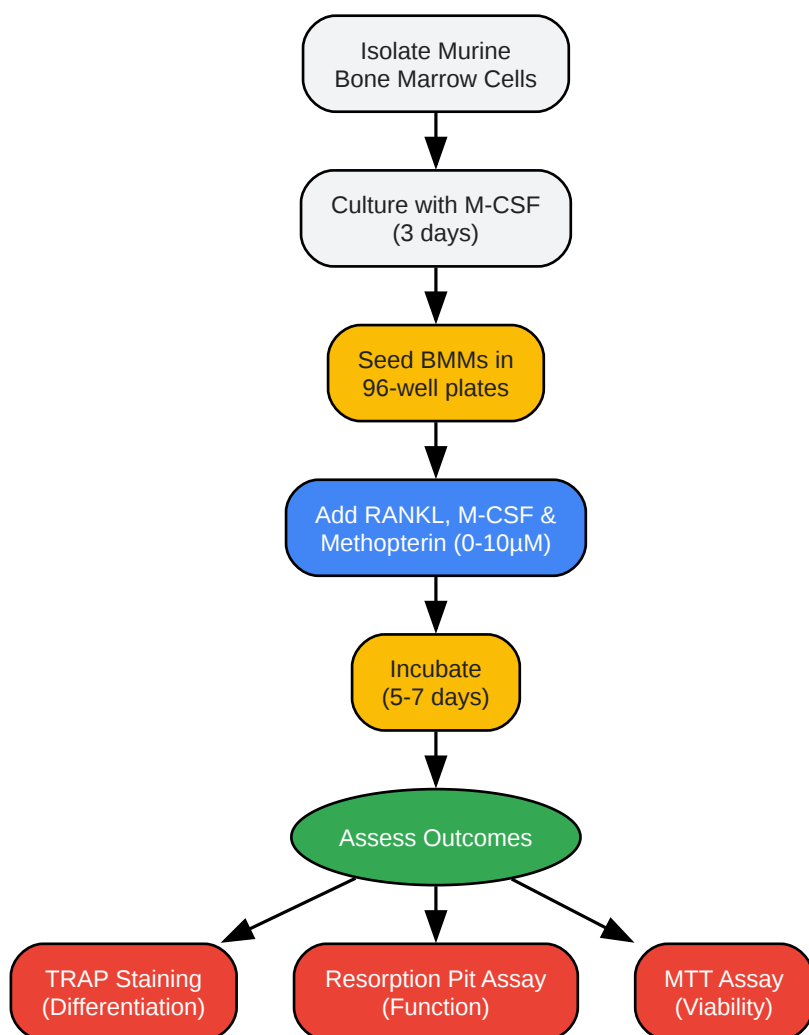 Isolate Murine
Bone Marrow Cells
Culture with M-CSF
(3 days)
Seed BMMs in
96-well plates
Add RANKL, M-CSF &
Methopterin (0-10µM)
Incubate
(5-7 days)
Assess Outcomes
TRAP Staining
(Differentiation)
Resorption Pit Assay
(Function)
MTT Assay
(Viability)